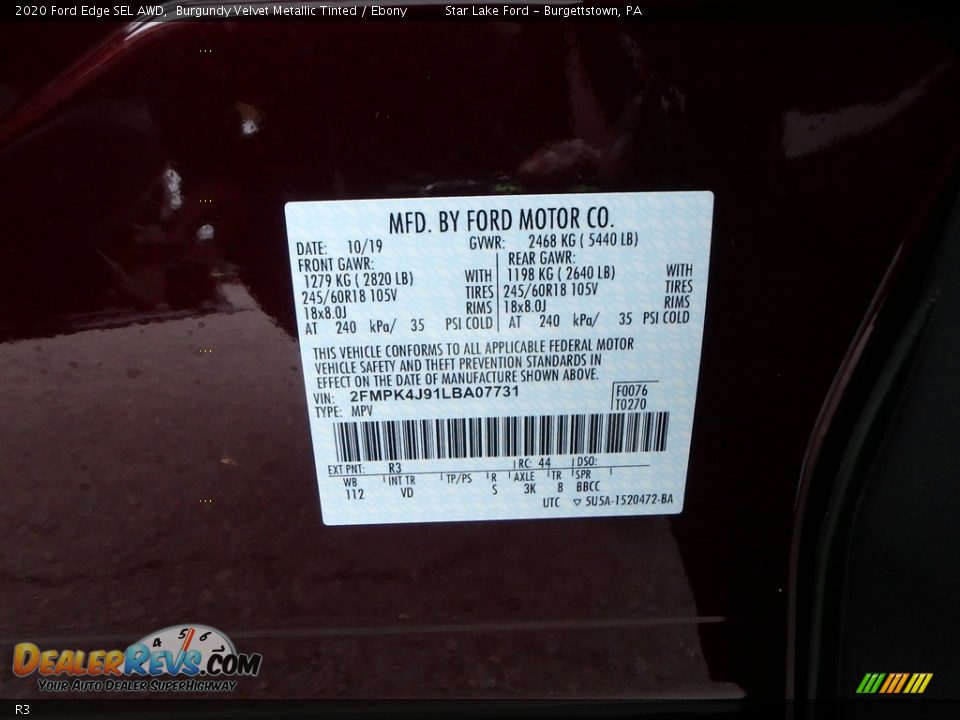 2020 Ford Edge SEL AWD, Burgundy Velvet Metallic Tinted / Ebony Star Lake Ford - Burgettstown, PA
MFD. BY FORD MOTOR CO.
DATE: 10/19 GVWR: 2468 KG ( 5440 LB)
FRONT GAWR: REAR GAWR:
1279 KG ( 2820 LB) WITH 1198 KG ( 2640 LB) WITH
245/60R18 105V TIRES 245/60R18 105V TIRES
18x8.0J RIMS 18x8.0J RIMS
AT 240 kPa/ 35 PSI COLD AT 240 kPa/ 35 PSI COLD
THIS VEHICLE CONFORMS TO ALL APPLICABLE FEDERAL MOTOR
VEHICLE SAFETY AND THEFT PREVENTION STANDARDS IN
EFFECT ON THE DATE OF MANUFACTURE SHOWN ABOVE.
VIN: 2FMPK4J91LBA07731 F0076
TYPE: MPV T0270
EXT PNT: R3 RC: 44 DSO:
WB INT TR TP/PS R AXLE TR SPR
112 VD S 3K 8 BBCC
UTC ▽ 5U5A-1520472-BA
4 5 6
DEALERREVS.COM
YOUR AUTO DEALER SUPERHIGHWAY
R3